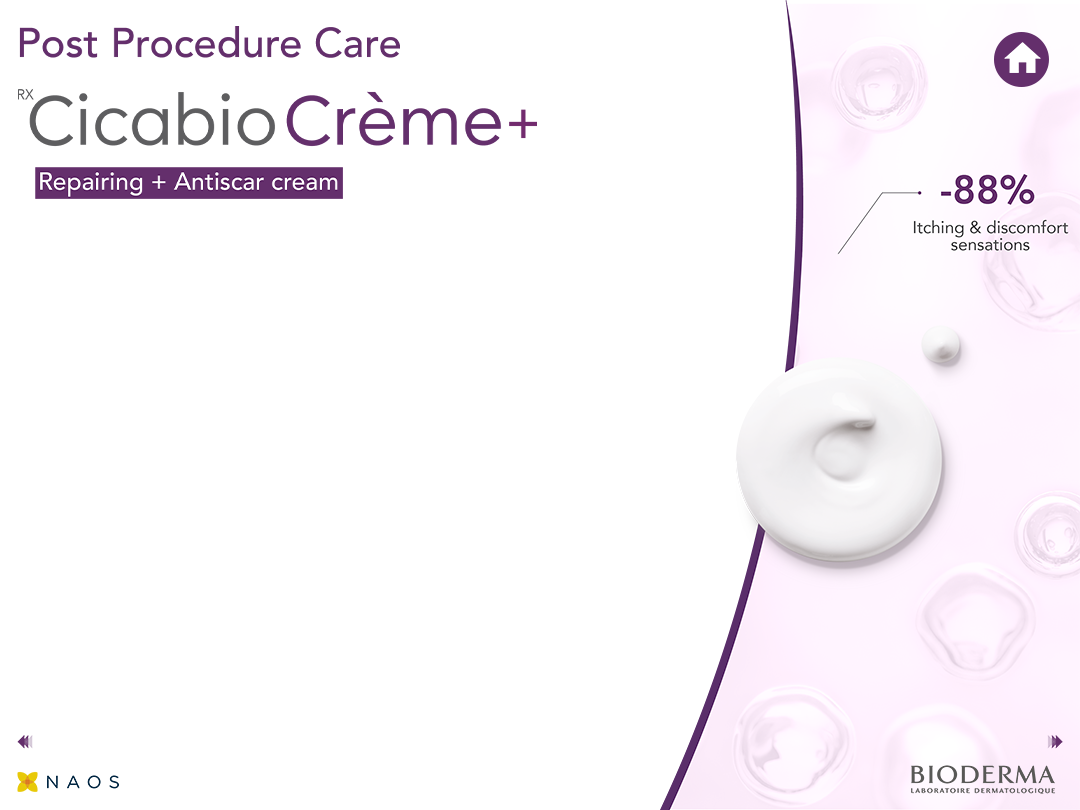 Post Procedure Care
RX
Cicabio Crème+
Repairing + Antiscar cream
-88%
Itching & discomfort
sensations
NAOS
BIODERMA
LABORATOIRE DERMATOLOGIQUE